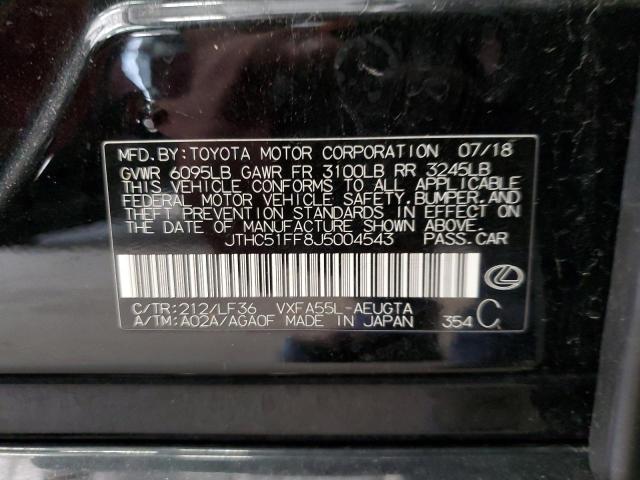 MFD.BY:TOYOTA MOTOR CORPORATION 07/18
GVWR 6095LB GAWR FR 3100LB RR 3245LB
THIS VEHICLE CONFORMS TO ALL APPLICABLE
FEDERAL MOTOR VEHICLE SAFETY,BUMPER,AND
THEFT PREVENTION STANDARDS IN EFFECT ON
THE DATE OF MANUFACTURE SHOWN ABOVE.
JTHC51FF8J5004543 PASS.CAR
C/TR:212/LF36 VXFA55L-AEUGTA
A/TM:A02A/AGA0F MADE IN JAPAN 354 C